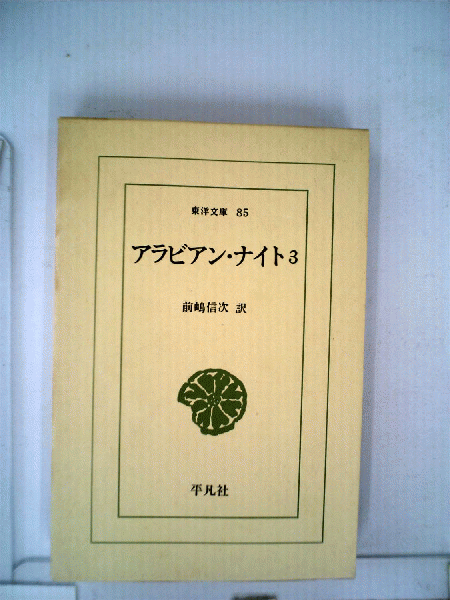 東洋文庫 85
アラビアン・ナイト3
前嶋信次 訳
平凡社